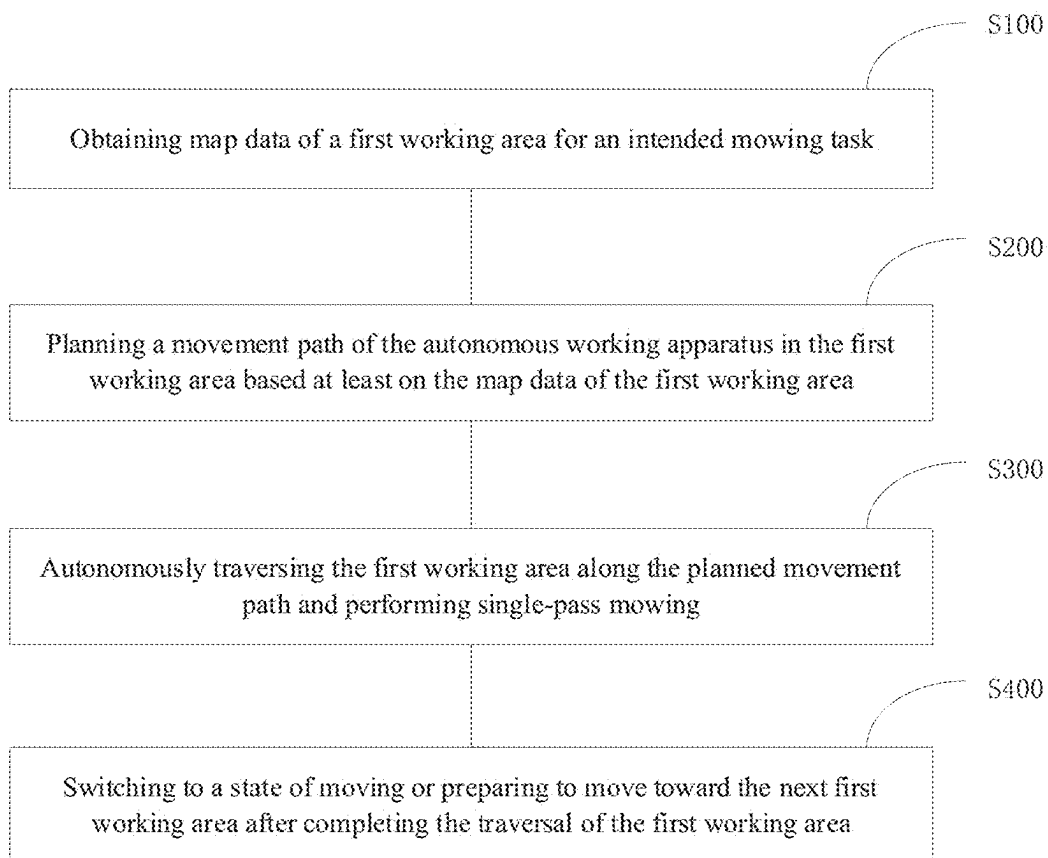 S100
Obtaining map data of a first working area for an intended mowing task
S200
Planning a movement path of the autonomous working apparatus in the first
working area based at least on the map data of the first working area
S300
Autonomously traversing the first working area along the planned movement
path and performing single-pass mowing
S400
Switching to a state of moving or preparing to move toward the next first
working area after completing the traversal of the first working area